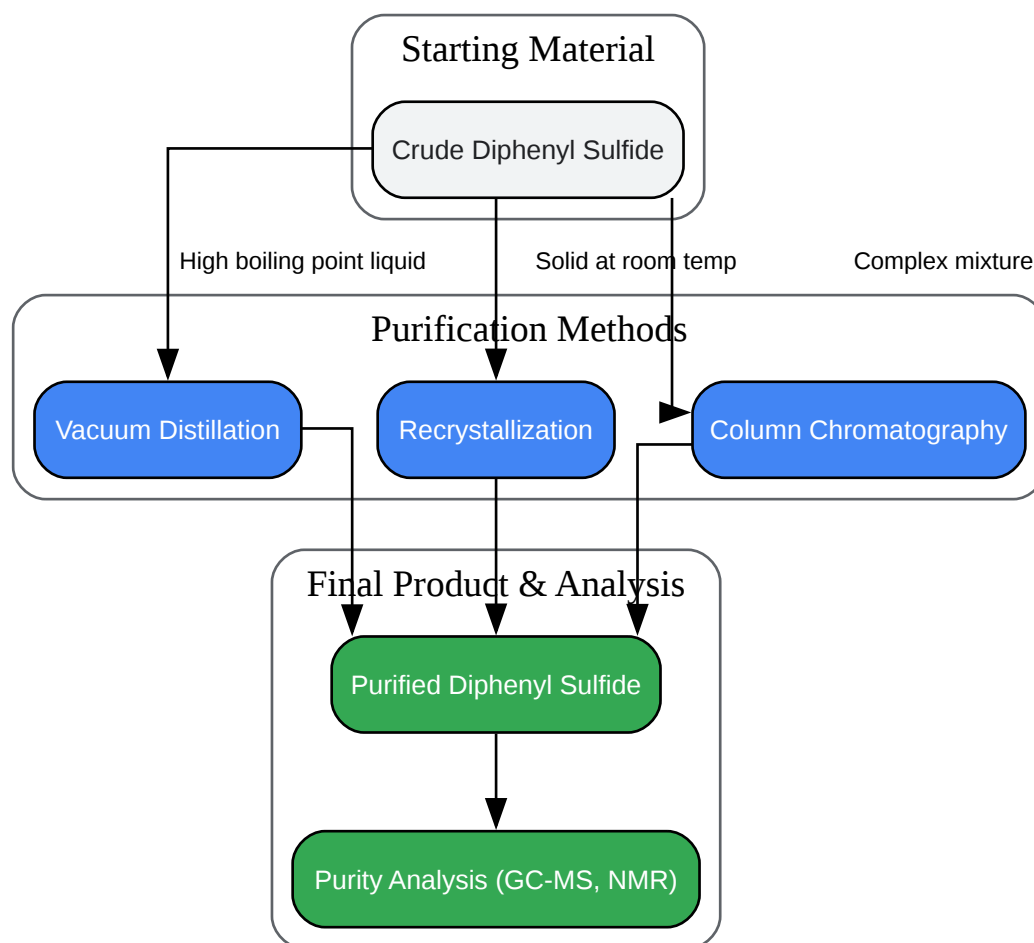 Starting Material
Crude Diphenyl Sulfide
High boiling point liquid
Solid at room temp
Complex mixture
Purification Methods
Vacuum Distillation
Recrystallization
Column Chromatography
Final Product & Analysis
Purified Diphenyl Sulfide
Purity Analysis (GC-MS, NMR)